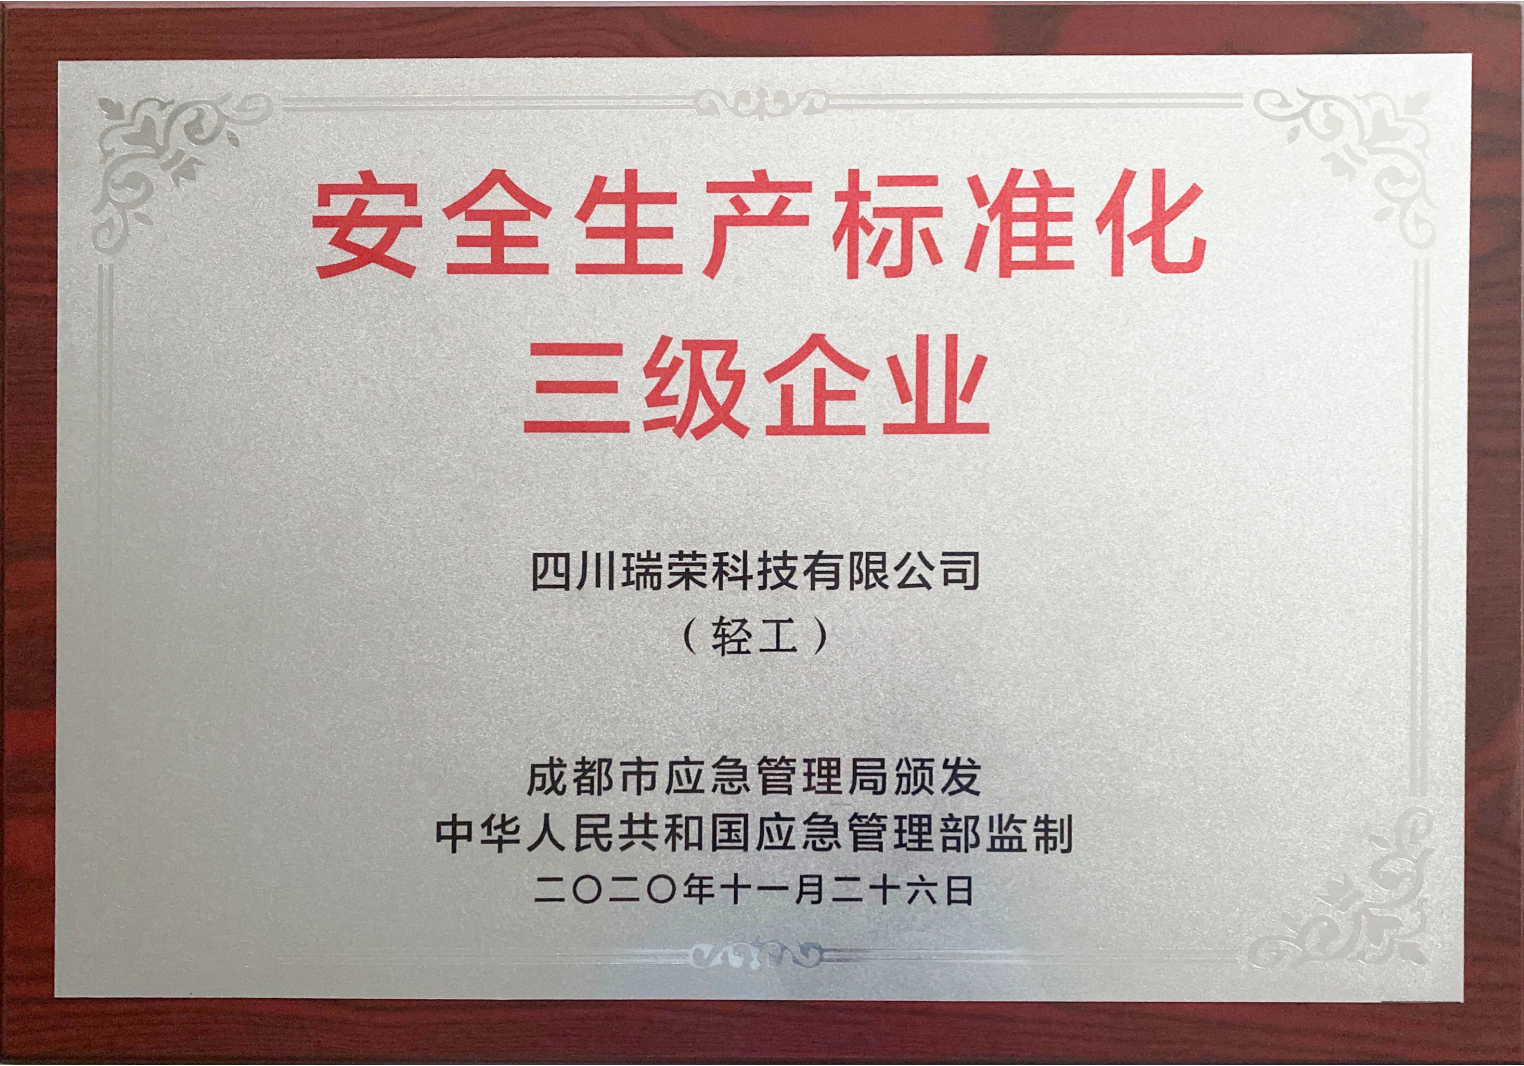 安全生产标准化
三级企业
四川瑞荣科技有限公司
（轻工）
成都市应急管理局颁发
中华人民共和国应急管理部监制
二〇二〇年十一月二十六日